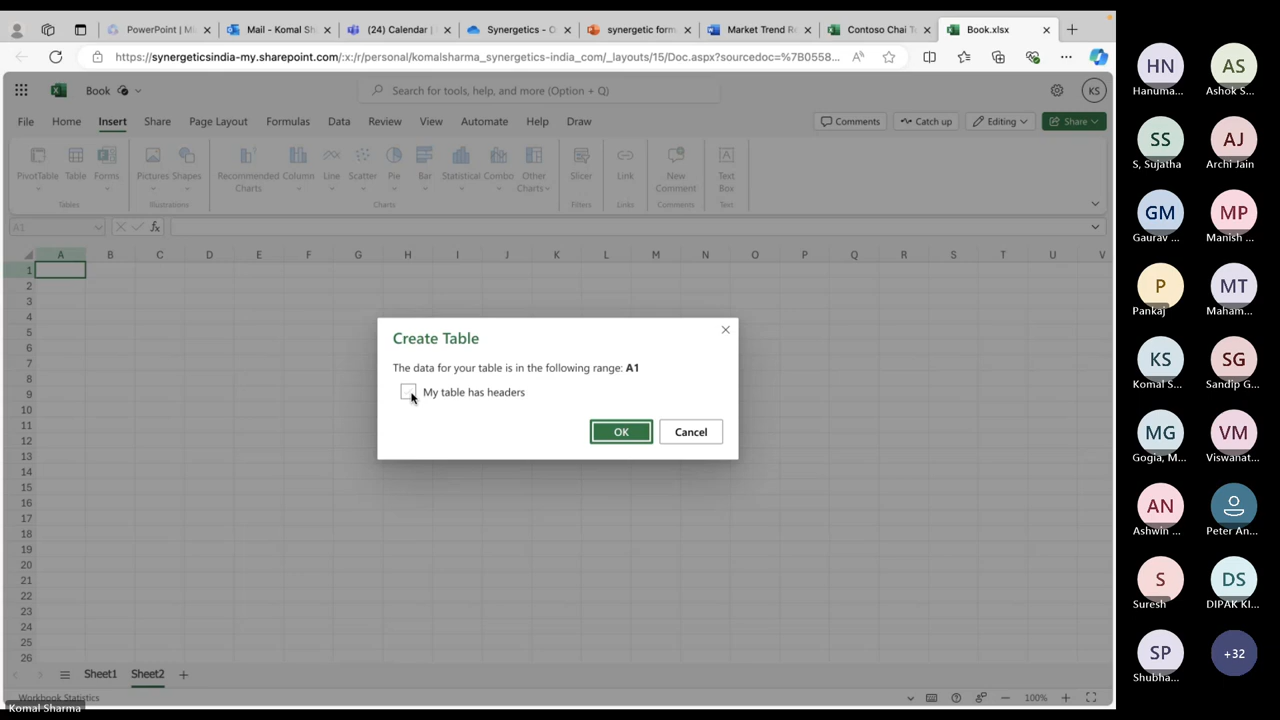 PowerPoint | Mi
Mail - Komal Sh
(24) Calendar |
Synergetics - O
synergetic form
Market Trend R
Contoso Chai T
Book.xlsx
https://synergeticsindia-my.sharepoint.com/:x:/r/personal/komalsharma_synergetics-india_com/_layouts/15/Doc.aspx?sourcedoc=%7B0558...
Book
Search for tools, help, and more (Option + Q)
KS
File Home Insert Share Page Layout Formulas Data Review View Automate Help Draw
Comments Catch up Editing Share
PivotTable Table Forms Pictures Shapes Recommended Charts Column Line Scatter Pie Bar Statistical Combo Other Charts Slicer Link New Comment Text Box
Tables Illustrations Charts Filters Links Comments Text
A1 fx
A B C D E F G H I J K L M N O P Q R S T U V
1
2
3
4
5
6
7
8
9
10
11
12
13
14
15
16
17
18
19
20
21
22
23
24
25
26
Create Table
The data for your table is in the following range: A1
My table has headers
OK Cancel
Sheet1 Sheet2
Workbook Statistics
100%
Komal Sharma
HN AS
Hanuma... Ashok S...
SS AJ
S, Sujatha Archi Jain
GM MP
Gaurav ... Manish ...
P MT
Pankaj Maham...
KS SG
Komal S... Sandip G...
MG VM
Gogia, M... Viswanat...
AN
Ashwin ... Peter An...
S DS
Suresh DIPAK KI...
SP +32
Shubha...